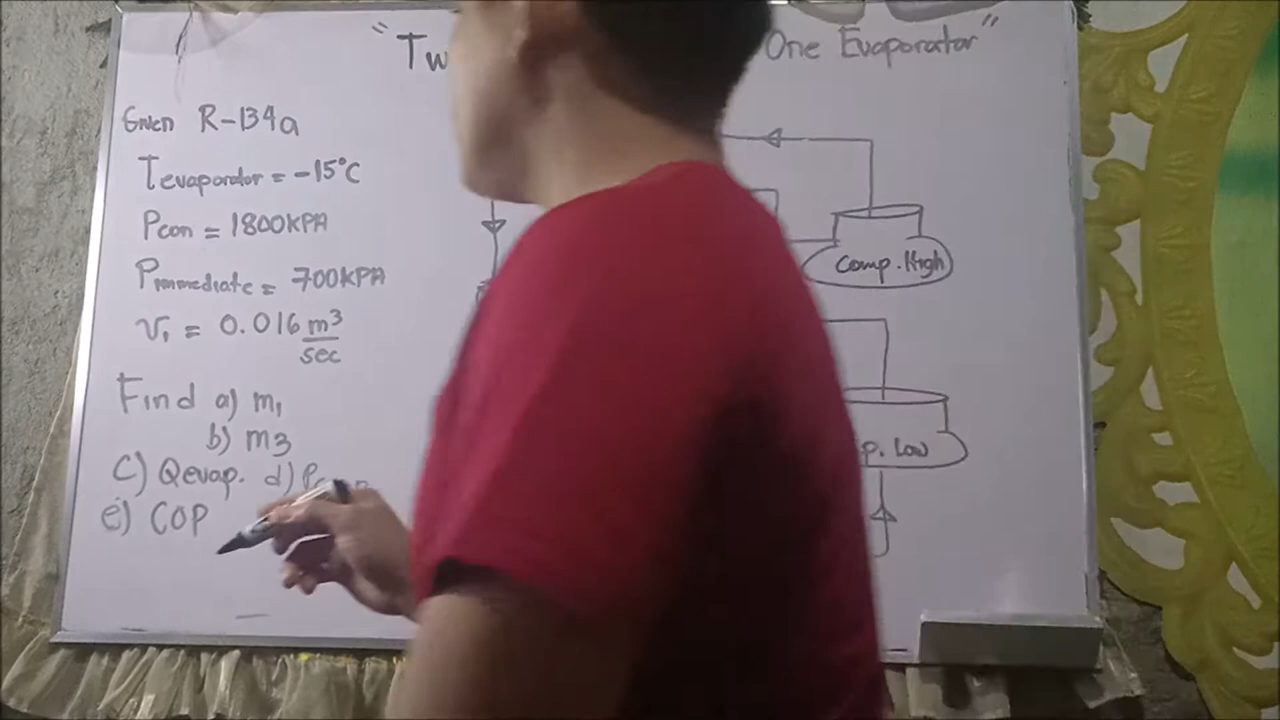 "Tw One Evaporator"
Given R-134a
Tevaporator = -15°C
Pcon = 1800KPA
Pimmediate = 700KPA
V₁ = 0.016 m³/sec
Find a) m₁
b) m3
C) Qevap. d)
e) COP
Comp. High
p. Low